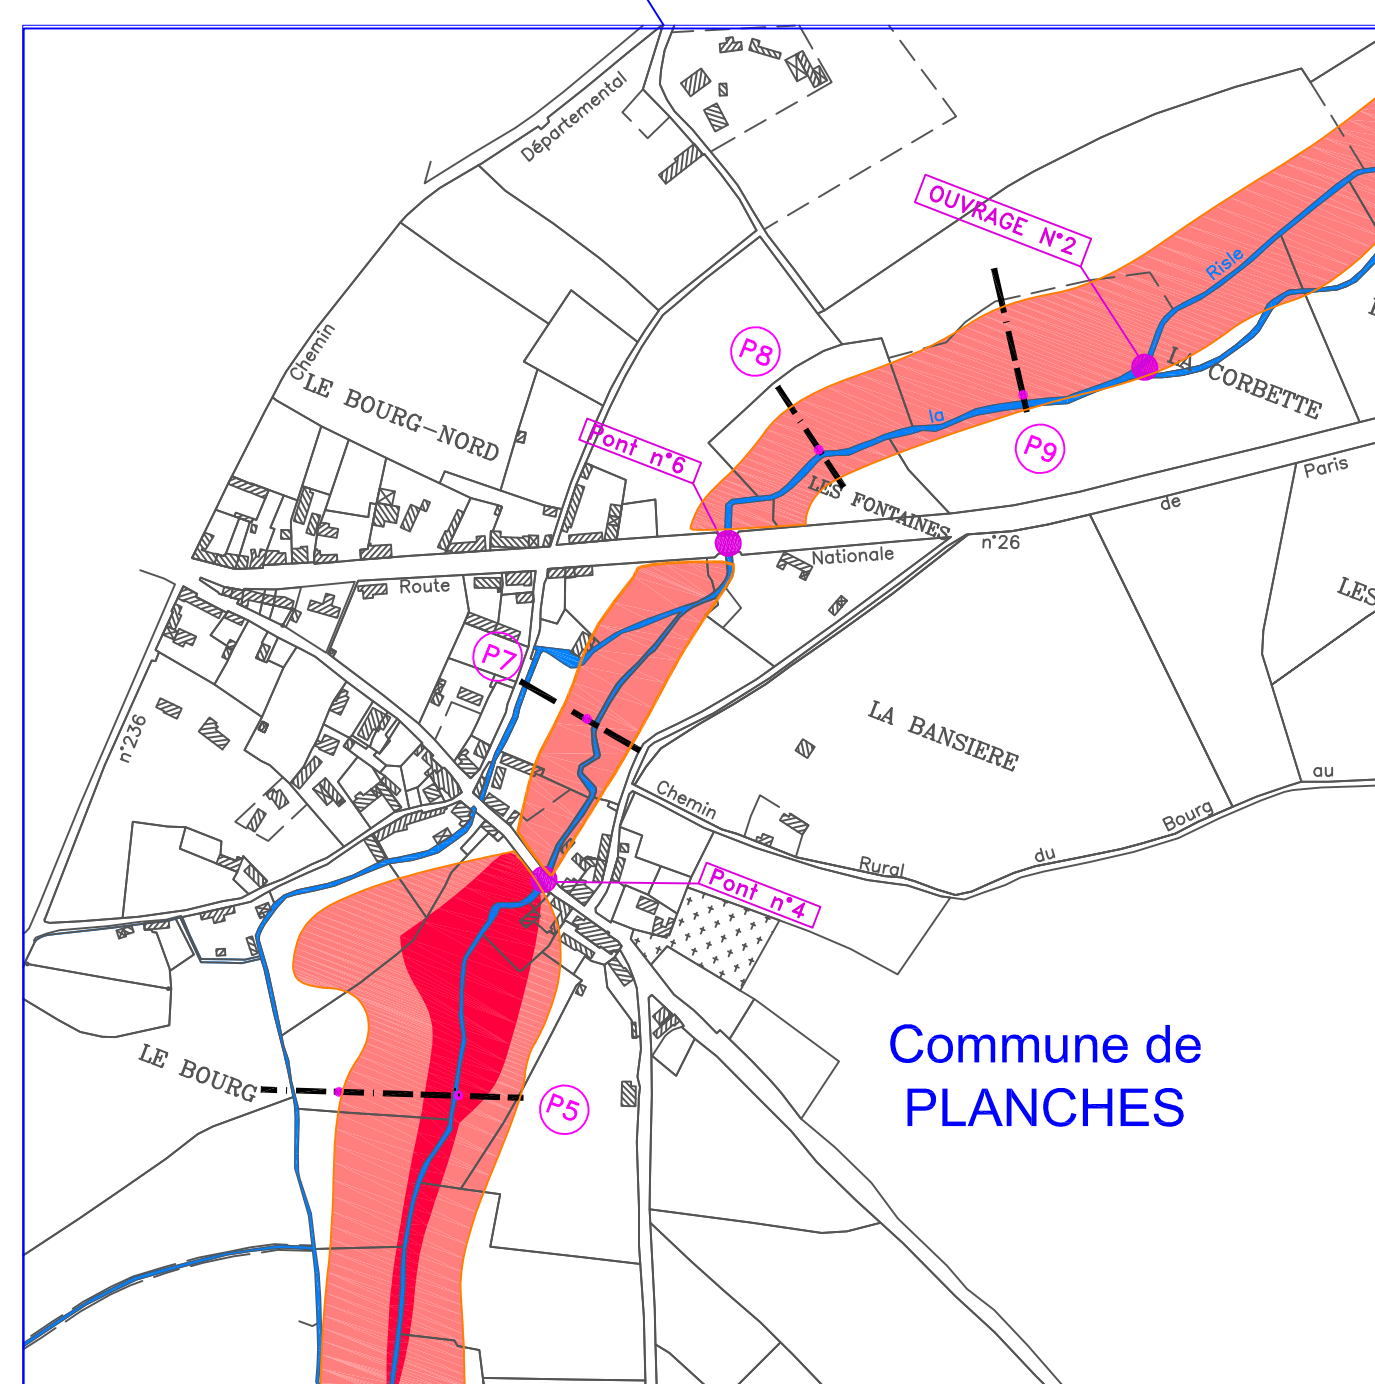 Départemental
OUVRAGE N°2
Risle
Chemin
P8
LA CORBETTE
LE BOURG-NORD
la
Pont n°6
P9
Paris
LES FONTAINES
de
n°26
Nationale
Route
LES
P7
LA BANSIERE
n°236
au
Chemin
Bourg
du
Rural
Pont n°4
Commune de
PLANCHES
LE BOURG
P5